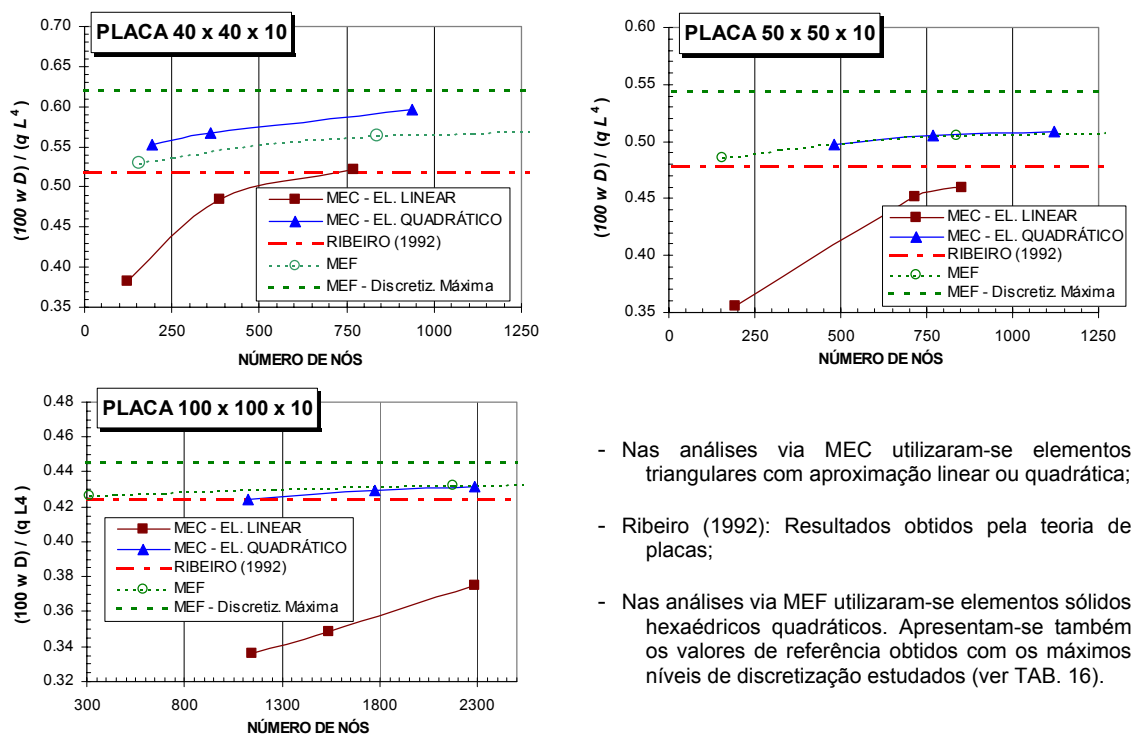 PLACA 40 x 40 x 10
(100 w D) / (q L 4)
0.70
0.65
0.60
0.55
0.50
0.45
0.40
0.35
0 250 500 750 1000 1250
NÚMERO DE NÓS
MEC - EL. LINEAR
MEC - EL. QUADRÁTICO
RIBEIRO (1992)
MEF
MEF - Discretiz. Máxima
PLACA 50 x 50 x 10
(100 w D) / (q L 4)
0.60
0.55
0.50
0.45
0.40
0.35
0 250 500 750 1000 1250
NÚMERO DE NÓS
MEC - EL. LINEAR
MEC - EL. QUADRÁTICO
RIBEIRO (1992)
MEF
MEF - Discretiz. Máxima
PLACA 100 x 100 x 10
(100 w D) / (q L4)
0.48
0.46
0.44
0.42
0.40
0.38
0.36
0.34
0.32
300 800 1300 1800 2300
NÚMERO DE NÓS
MEC - EL. LINEAR
MEC - EL. QUADRÁTICO
RIBEIRO (1992)
MEF
MEF - Discretiz. Máxima
- Nas análises via MEC utilizaram-se elementos
triangulares com aproximação linear ou quadrática;
- Ribeiro (1992): Resultados obtidos pela teoria de
placas;
- Nas análises via MEF utilizaram-se elementos sólidos
hexaédricos quadráticos. Apresentam-se também
os valores de referência obtidos com os máximos
níveis de discretização estudados (ver TAB. 16).